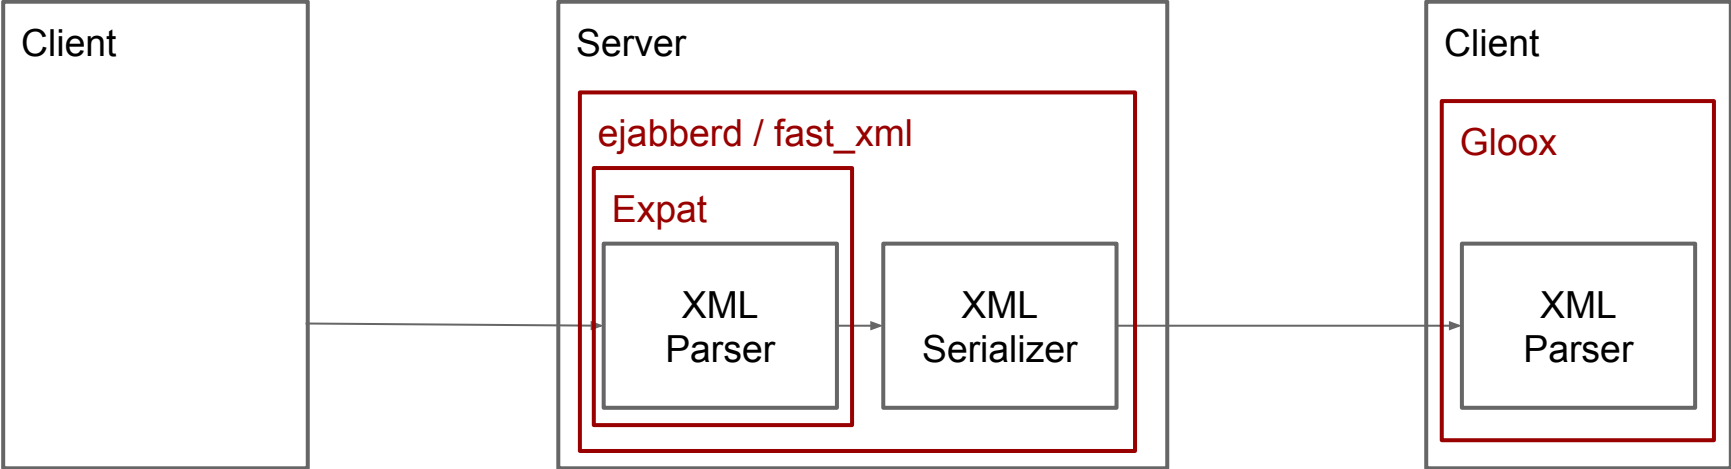 Client
Server
ejabberd / fast_xml
Expat
XML
Parser
XML
Serializer
Client
Gloox
XML
Parser